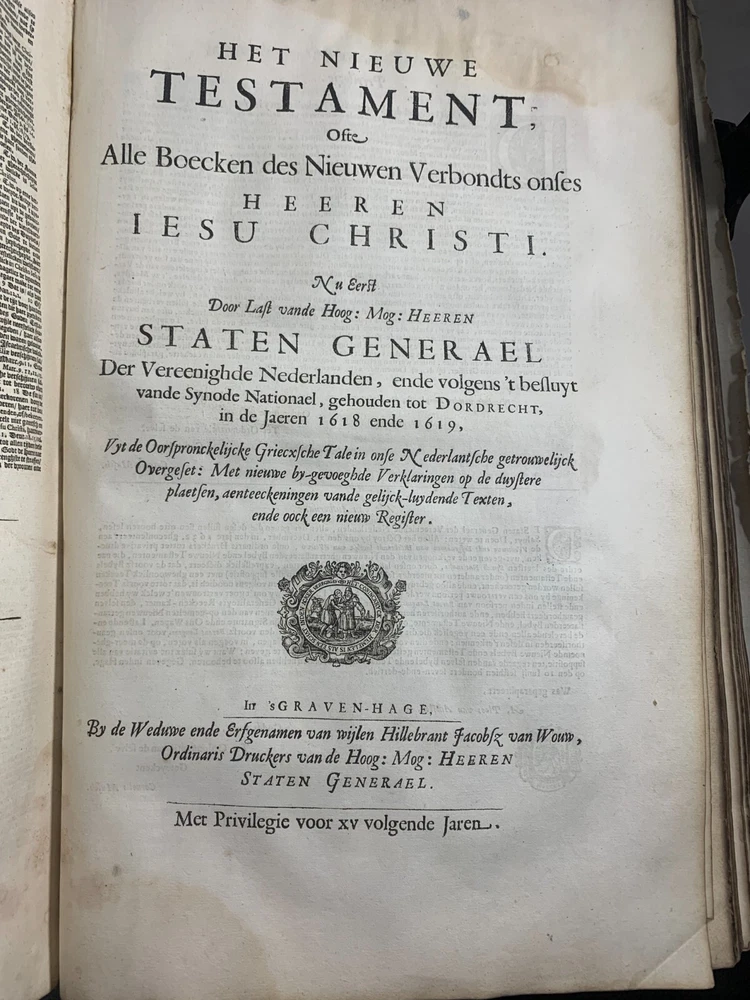 HET NIEUWE
TESTAMENT;
Ofte
Alle Boecken des Nieuwen Verbondts onſes
HEEREN
IESU CHRISTI.
Nu Eerſt
Door Laſt vande Hoog: Mog: HEEREN
STATEN GENERAEL
Der Vereenighde Nederlanden, ende volgens 't beſluyt
vande Synode Nationael, gehouden tot DORDRECHT,
in de Jaeren 1618 ende 1619,
Vyt de Oorſpronckelijcke Griecxſche Tale in onſe Nederlantſche getrouwelijck
Overgeſet: Met nieuwe by-gevoeghde Verklaringen op de duyſtere
plaetſen, aenteeckeningen vande gelijck-luydende Texten,
ende oock een nieuw Regiſter.
In 'sGRAVEN-HAGE,
By de Weduwe ende Erfgenamen van wijlen Hillebrant Jacobſz van Wouw,
Ordinaris Druckers van de Hoog: Mog: HEEREN
STATEN GENERAEL.
Met Privilegie voor xv volgende Jaren.